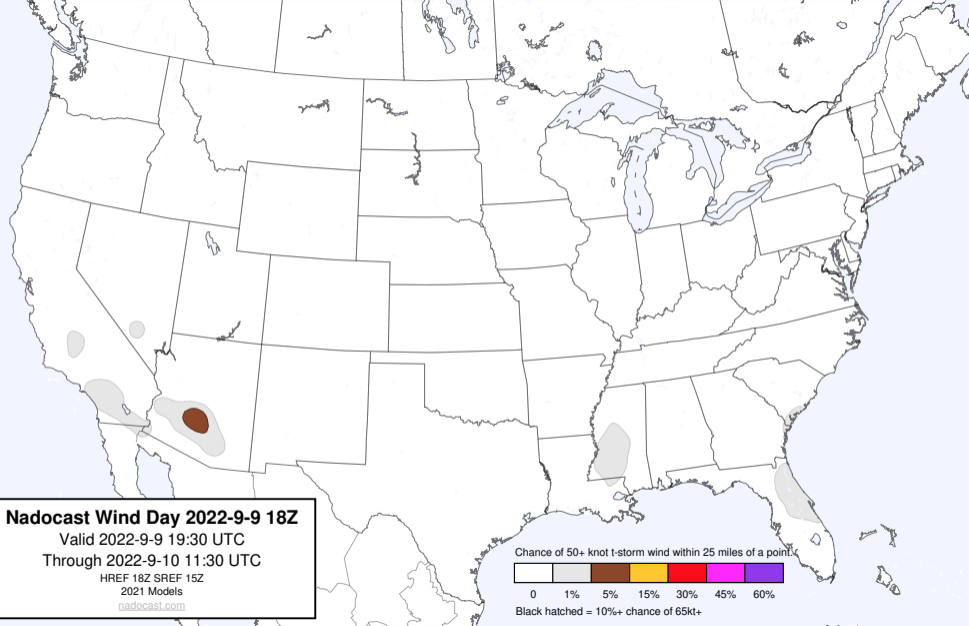 Nadocast Wind Day 2022-9-9 18Z
Valid 2022-9-9 19:30 UTC
Through 2022-9-10 11:30 UTC
HREF 18Z SREF 15Z
2021 Models
nadocast.com
Chance of 50+ knot t-storm wind within 25 miles of a point.
0 1% 5% 15% 30% 45% 60%
Black hatched = 10%+ chance of 65kt+